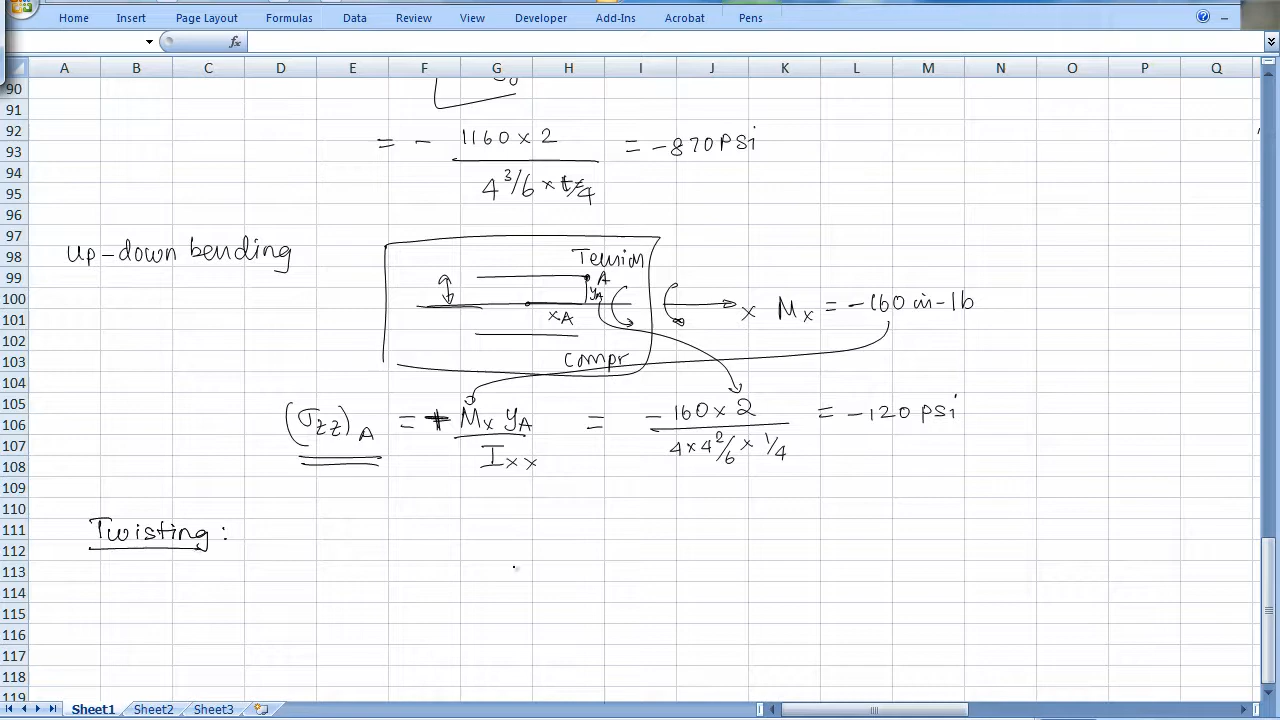 Home Insert Page Layout Formulas Data Review View Developer Add-Ins Acrobat Pens
fx
A B C D E F G H I J K L M N O P Q
90
91
92
93
94
95
96
97
98
99
100
101
102
103
104
105
106
107
108
109
110
111
112
113
114
115
116
117
118
119
= - 1160 × 2 = -870 PSi
4³/6 ×
up-down bending
Tension
A
yA
xA
x Mx = -160 in-lb
compr
(σzz)A = + Mx yA = -160 × 2 = -120 psi
Ixx 4×4²/6 × 1/4
Twisting:
Sheet1 Sheet2 Sheet3